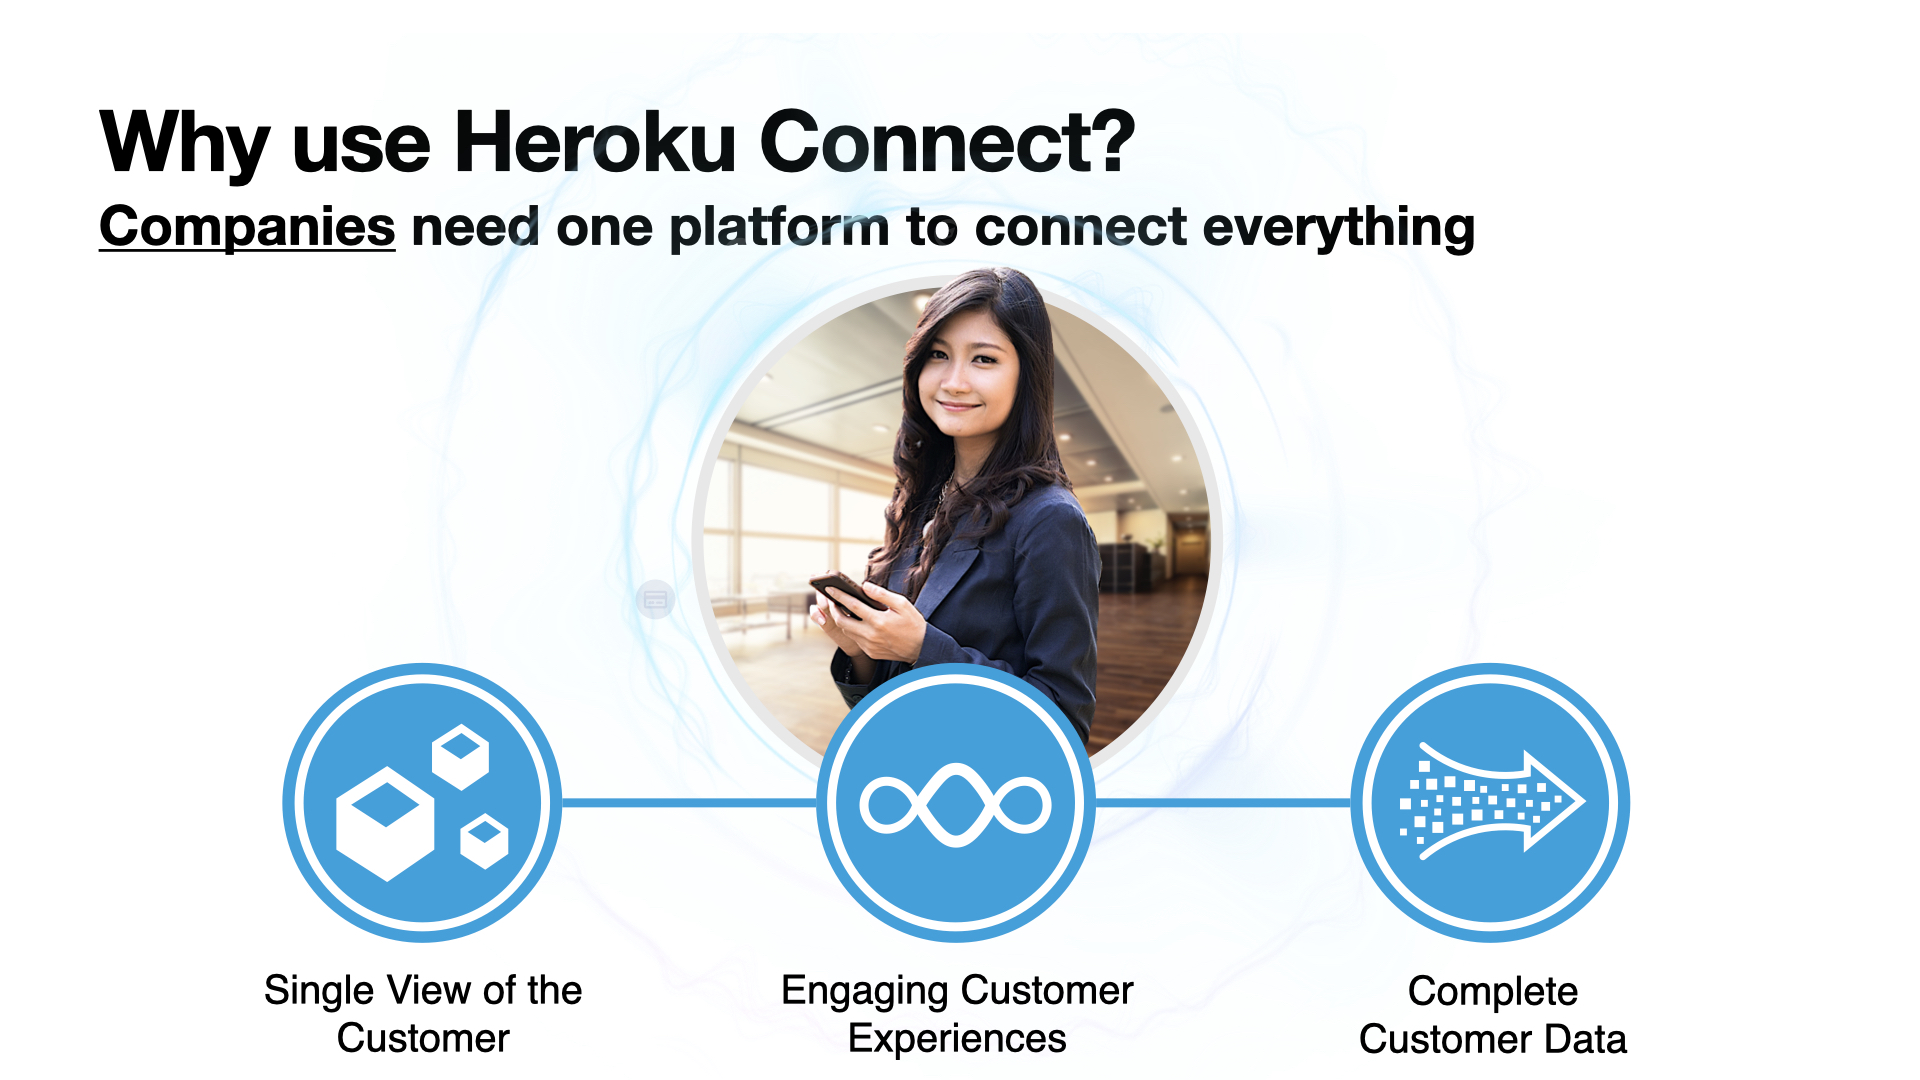 Why use Heroku Connect?
Companies need one platform to connect everything
Single View of the
Customer
Engaging Customer
Experiences
Complete
Customer Data